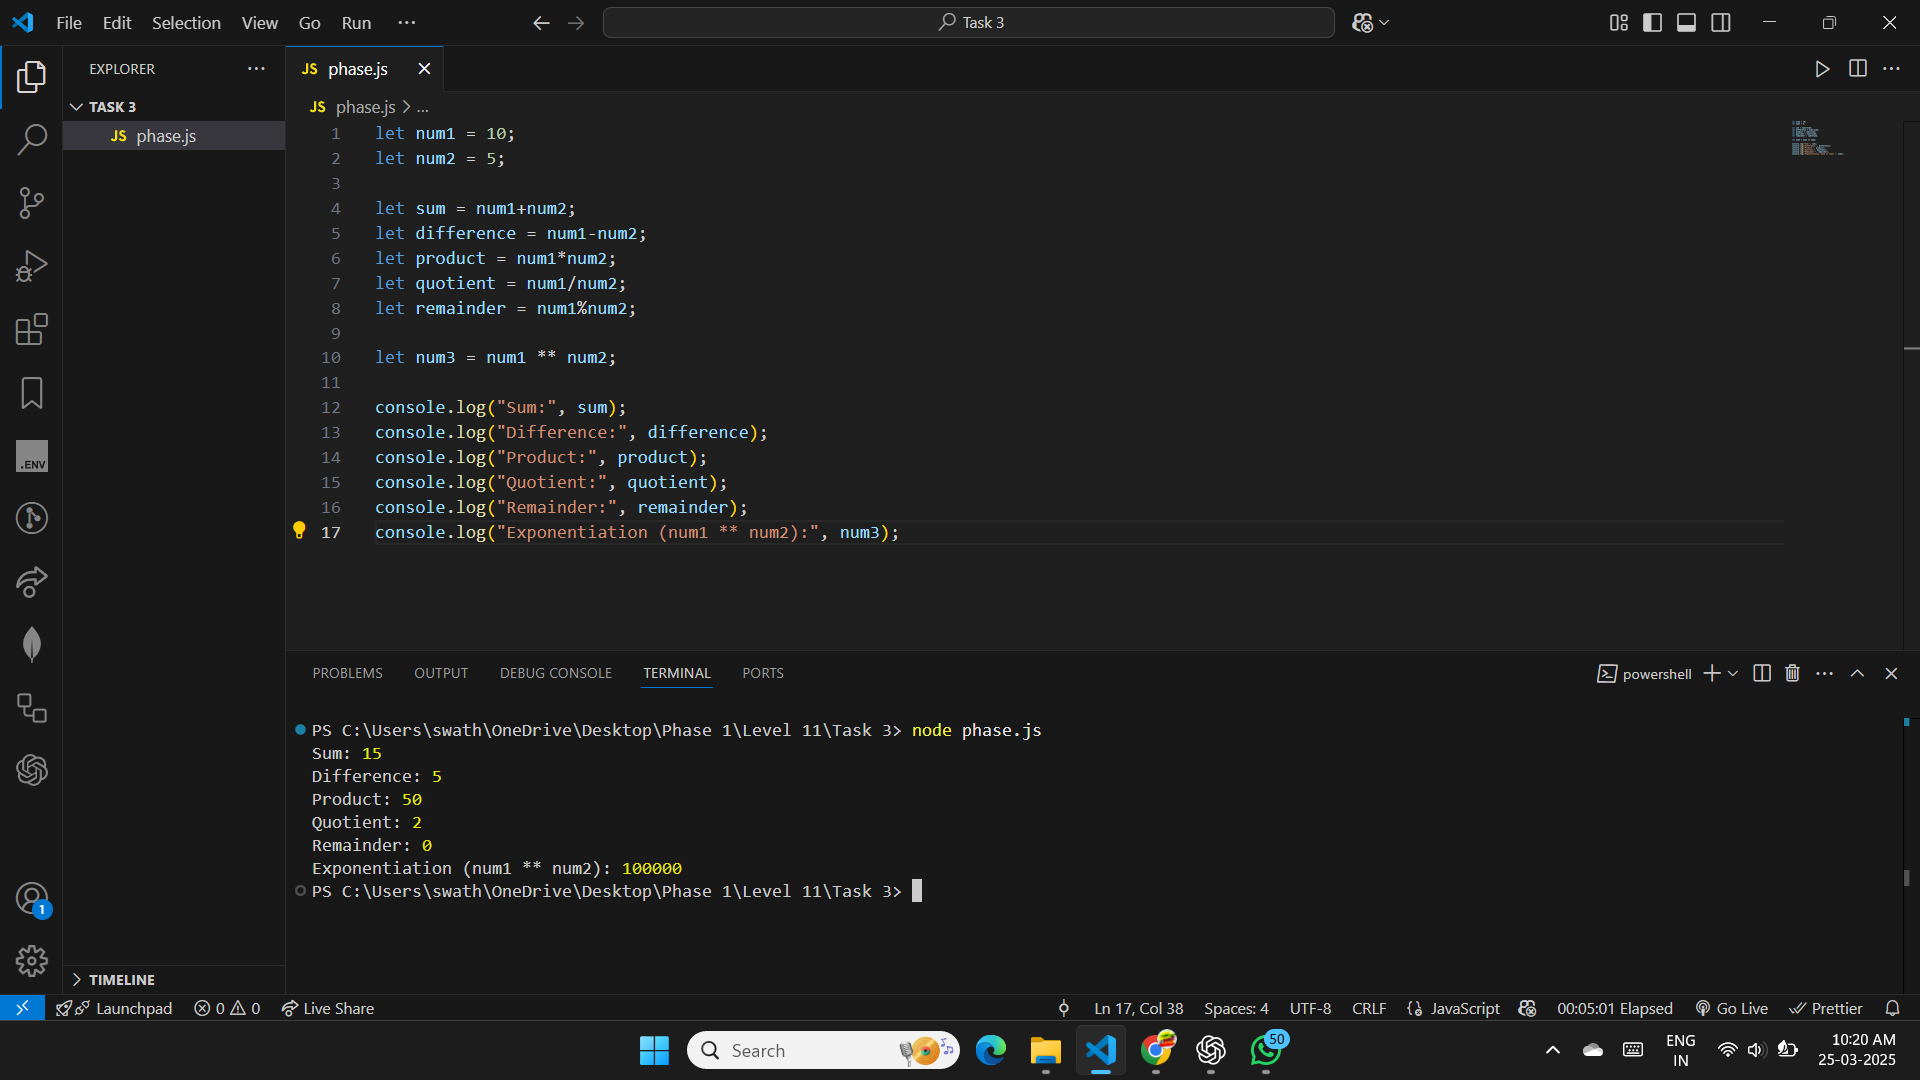 File Edit Selection View Go Run ···
Task 3
EXPLORER
TASK 3
JS phase.js
JS phase.js
JS phase.js > ...
1 let num1 = 10;
2 let num2 = 5;
3
4 let sum = num1+num2;
5 let difference = num1-num2;
6 let product = num1*num2;
7 let quotient = num1/num2;
8 let remainder = num1%num2;
9
10 let num3 = num1 ** num2;
11
12 console.log("Sum:", sum);
13 console.log("Difference:", difference);
14 console.log("Product:", product);
15 console.log("Quotient:", quotient);
16 console.log("Remainder:", remainder);
17 console.log("Exponentiation (num1 ** num2):", num3);
.ENV
PROBLEMS OUTPUT DEBUG CONSOLE TERMINAL PORTS
powershell
PS C:\Users\swath\OneDrive\Desktop\Phase 1\Level 11\Task 3> node phase.js
Sum: 15
Difference: 5
Product: 50
Quotient: 2
Remainder: 0
Exponentiation (num1 ** num2): 100000
PS C:\Users\swath\OneDrive\Desktop\Phase 1\Level 11\Task 3>
1
TIMELINE
Launchpad 0 0 Live Share
Ln 17, Col 38 Spaces: 4 UTF-8 CRLF {} JavaScript 00:05:01 Elapsed Go Live Prettier
Search
50
ENG
IN
10:20 AM
25-03-2025